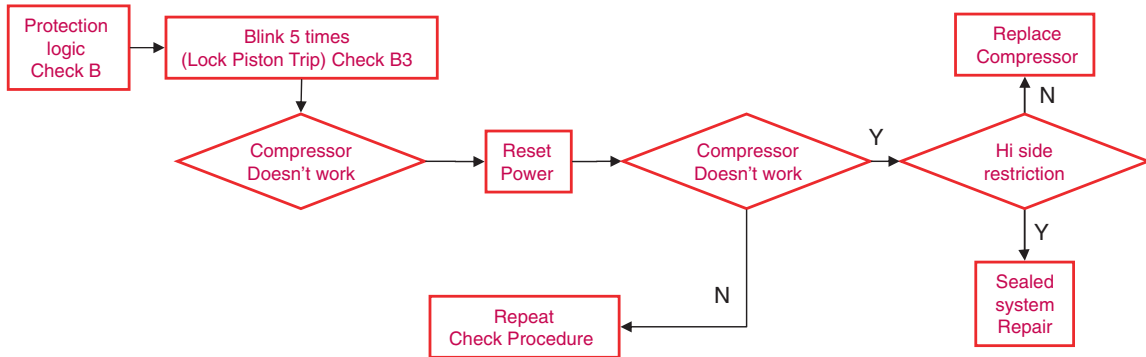 Protection
logic
Check B
Blink 5 times
(Lock Piston Trip) Check B3
Compressor
Doesn't work
Reset
Power
Compressor
Doesn't work
Y
N
Repeat
Check Procedure
Hi side
restriction
N
Replace
Compressor
Y
Sealed
system
Repair